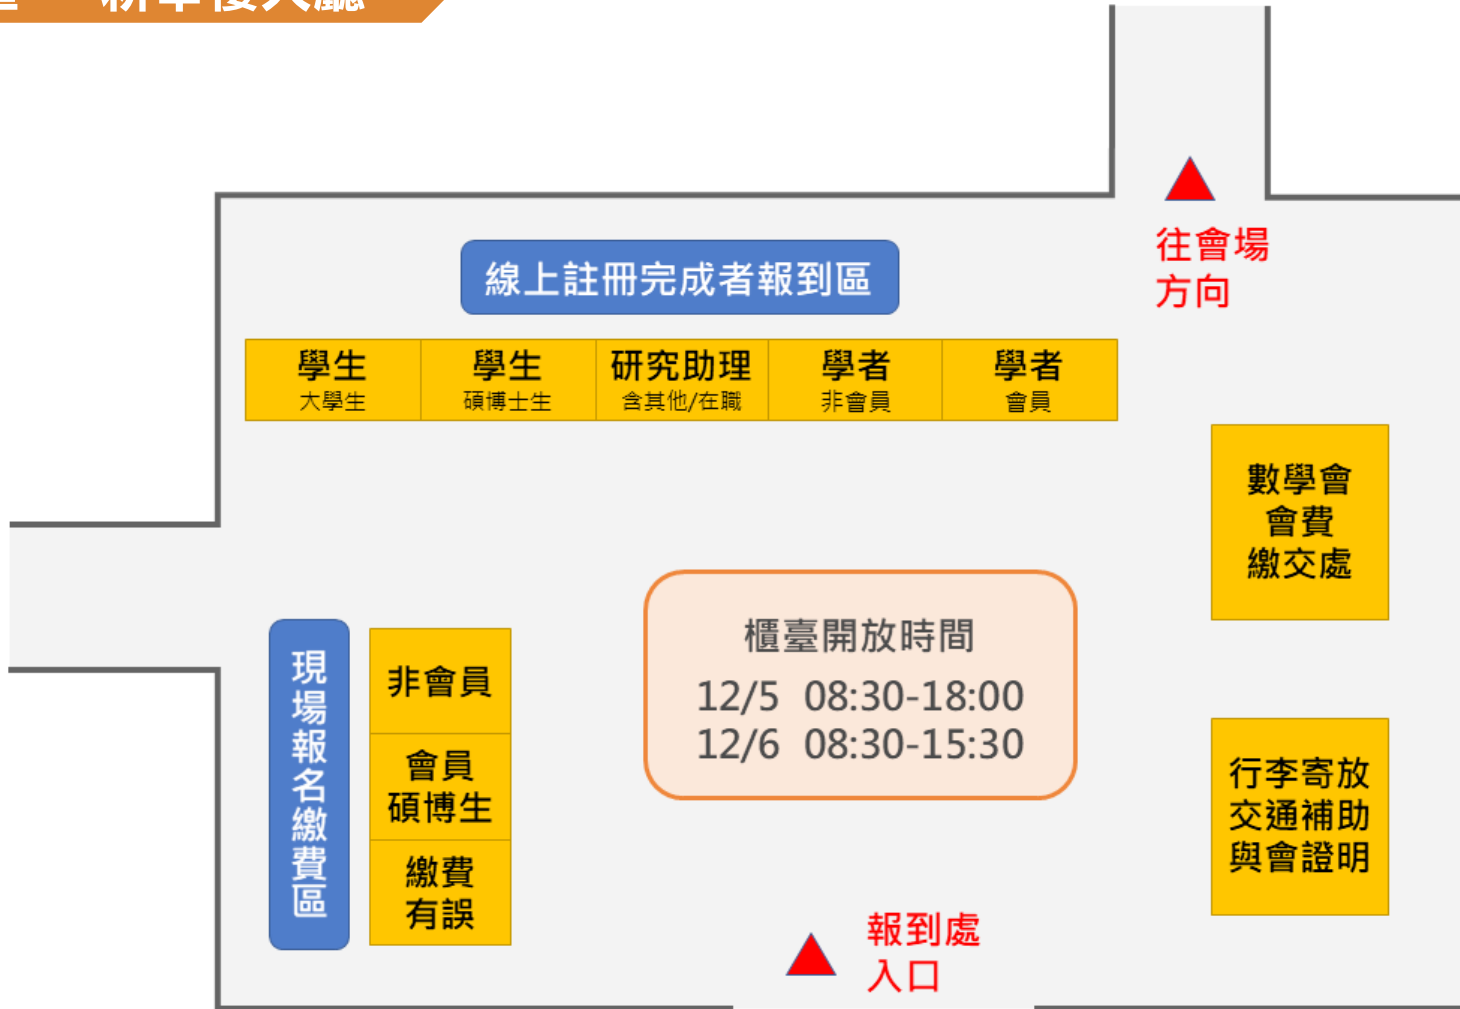 線上註冊完成者報到區
往會場
方向
學生
大學生
學生
碩博士生
研究助理
含其他/在職
學者
非會員
學者
會員
數學會
會費
繳交處
櫃臺開放時間
12/5 08:30-18:00
12/6 08:30-15:30
現場報名繳費區
非會員
會員
碩博生
繳費
有誤
行李寄放
交通補助
與會證明
報到處
入口